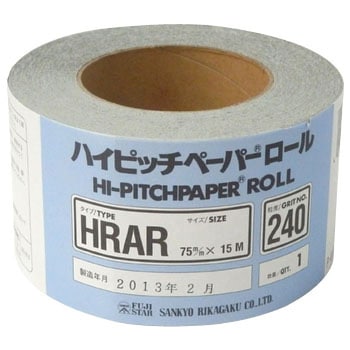 ハイピッチペーパー®ロール
HI-PITCHPAPER® ROLL
タイプ/TYPE
HRAR
サイズ/SIZE
75m/m × 15 M
粒度/GRIT NO.
240
製造年月 2013年2月
数量/QTY. 1
FUJI STAR
SANKYO RIKAGAKU CO., LTD.